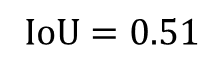 IoU = 0.51